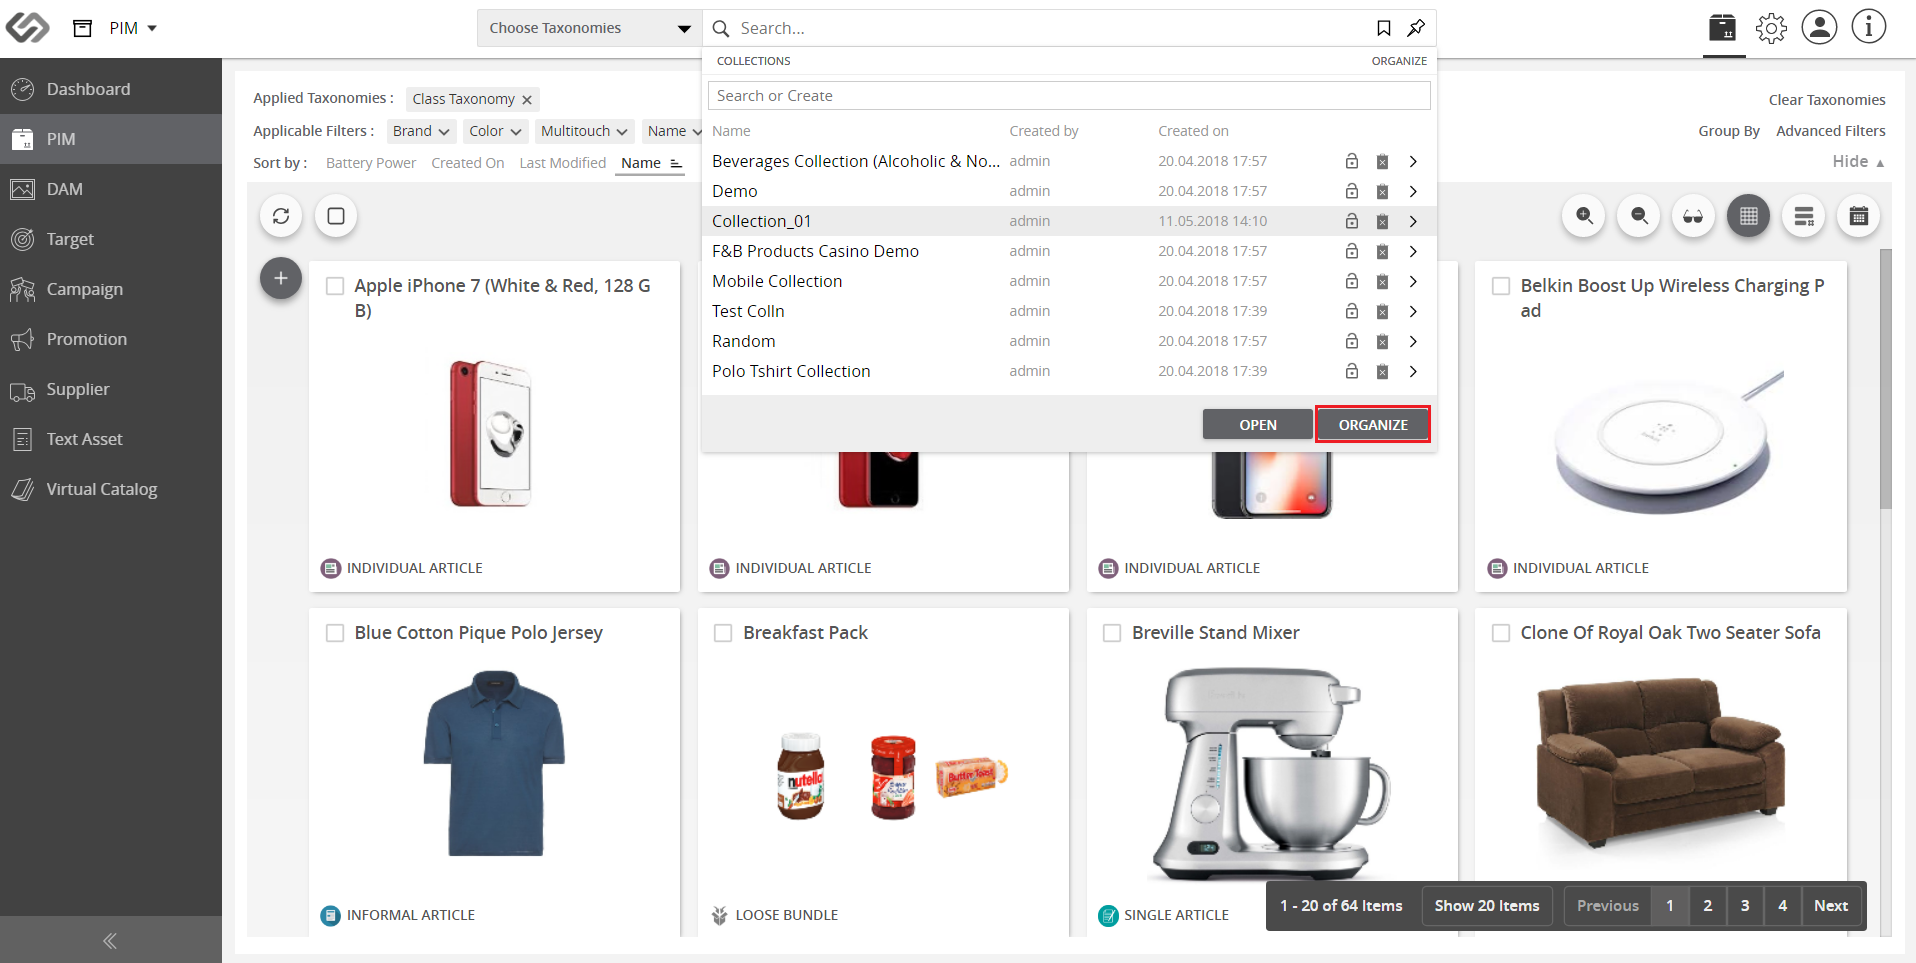 PIM
Choose Taxonomies
Search...
Dashboard
PIM
DAM
Target
Campaign
Promotion
Supplier
Text Asset
Virtual Catalog
COLLECTIONS ORGANIZE
Search or Create
Name Created by Created on
Beverages Collection (Alcoholic & No... admin 20.04.2018 17:57
Demo admin 20.04.2018 17:57
Collection_01 admin 11.05.2018 14:10
F&B Products Casino Demo admin 20.04.2018 17:57
Mobile Collection admin 20.04.2018 17:57
Test Colln admin 20.04.2018 17:39
Random admin 20.04.2018 17:57
Polo Tshirt Collection admin 20.04.2018 17:39
OPEN ORGANIZE
Applied Taxonomies : Class Taxonomy
Clear Taxonomies
Applicable Filters : Brand Color Multitouch Name
Group By Advanced Filters
Sort by : Battery Power Created On Last Modified Name
Hide
Apple iPhone 7 (White & Red, 128 G
B)
INDIVIDUAL ARTICLE
INDIVIDUAL ARTICLE
INDIVIDUAL ARTICLE
Belkin Boost Up Wireless Charging P
ad
INDIVIDUAL ARTICLE
Blue Cotton Pique Polo Jersey
INFORMAL ARTICLE
Breakfast Pack
nutella
Butter Toast
LOOSE BUNDLE
Breville Stand Mixer
SINGLE ARTICLE
Clone Of Royal Oak Two Seater Sofa
1 - 20 of 64 Items Show 20 Items Previous 1 2 3 4 Next